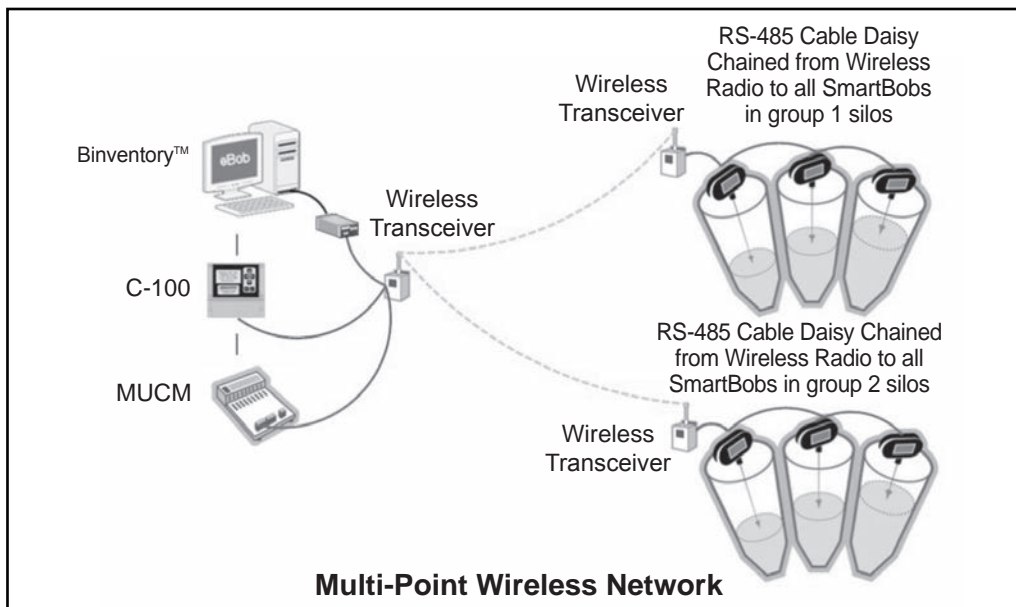 RS-485 Cable Daisy
Chained from Wireless
Radio to all SmartBobs
in group 1 silos
Wireless
Transceiver
Binventory™
eBob
Wireless
Transceiver
C-100
MUCM
RS-485 Cable Daisy Chained
from Wireless Radio to all
SmartBobs in group 2 silos
Wireless
Transceiver
Multi-Point Wireless Network